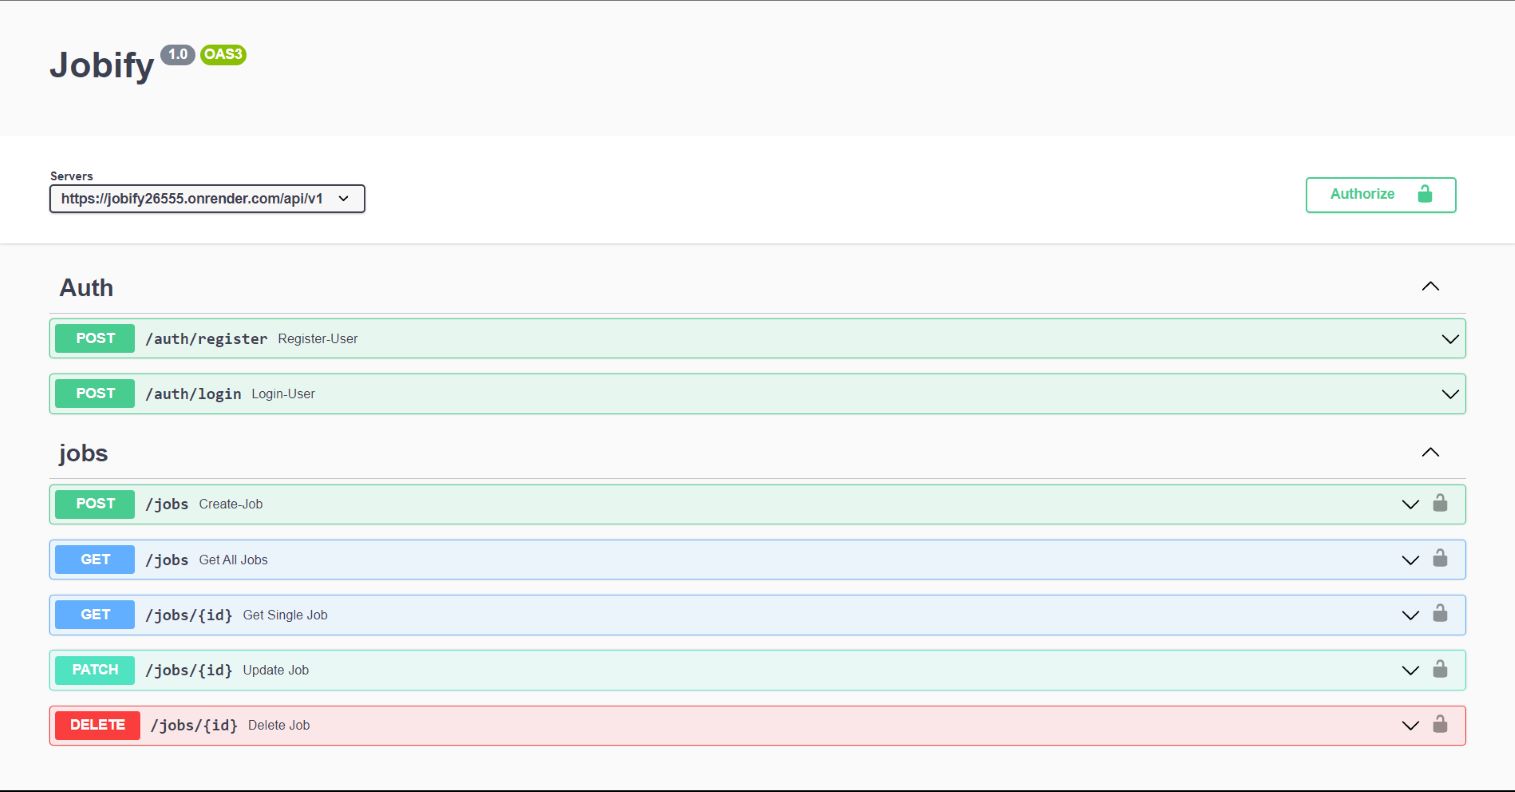 Jobify 1.0 OAS3
Servers
https://jobify26555.onrender.com/api/v1
Authorize
Auth
POST /auth/register Register-User
POST /auth/login Login-User
jobs
POST /jobs Create-Job
GET /jobs Get All Jobs
GET /jobs/{id} Get Single Job
PATCH /jobs/{id} Update Job
DELETE /jobs/{id} Delete Job